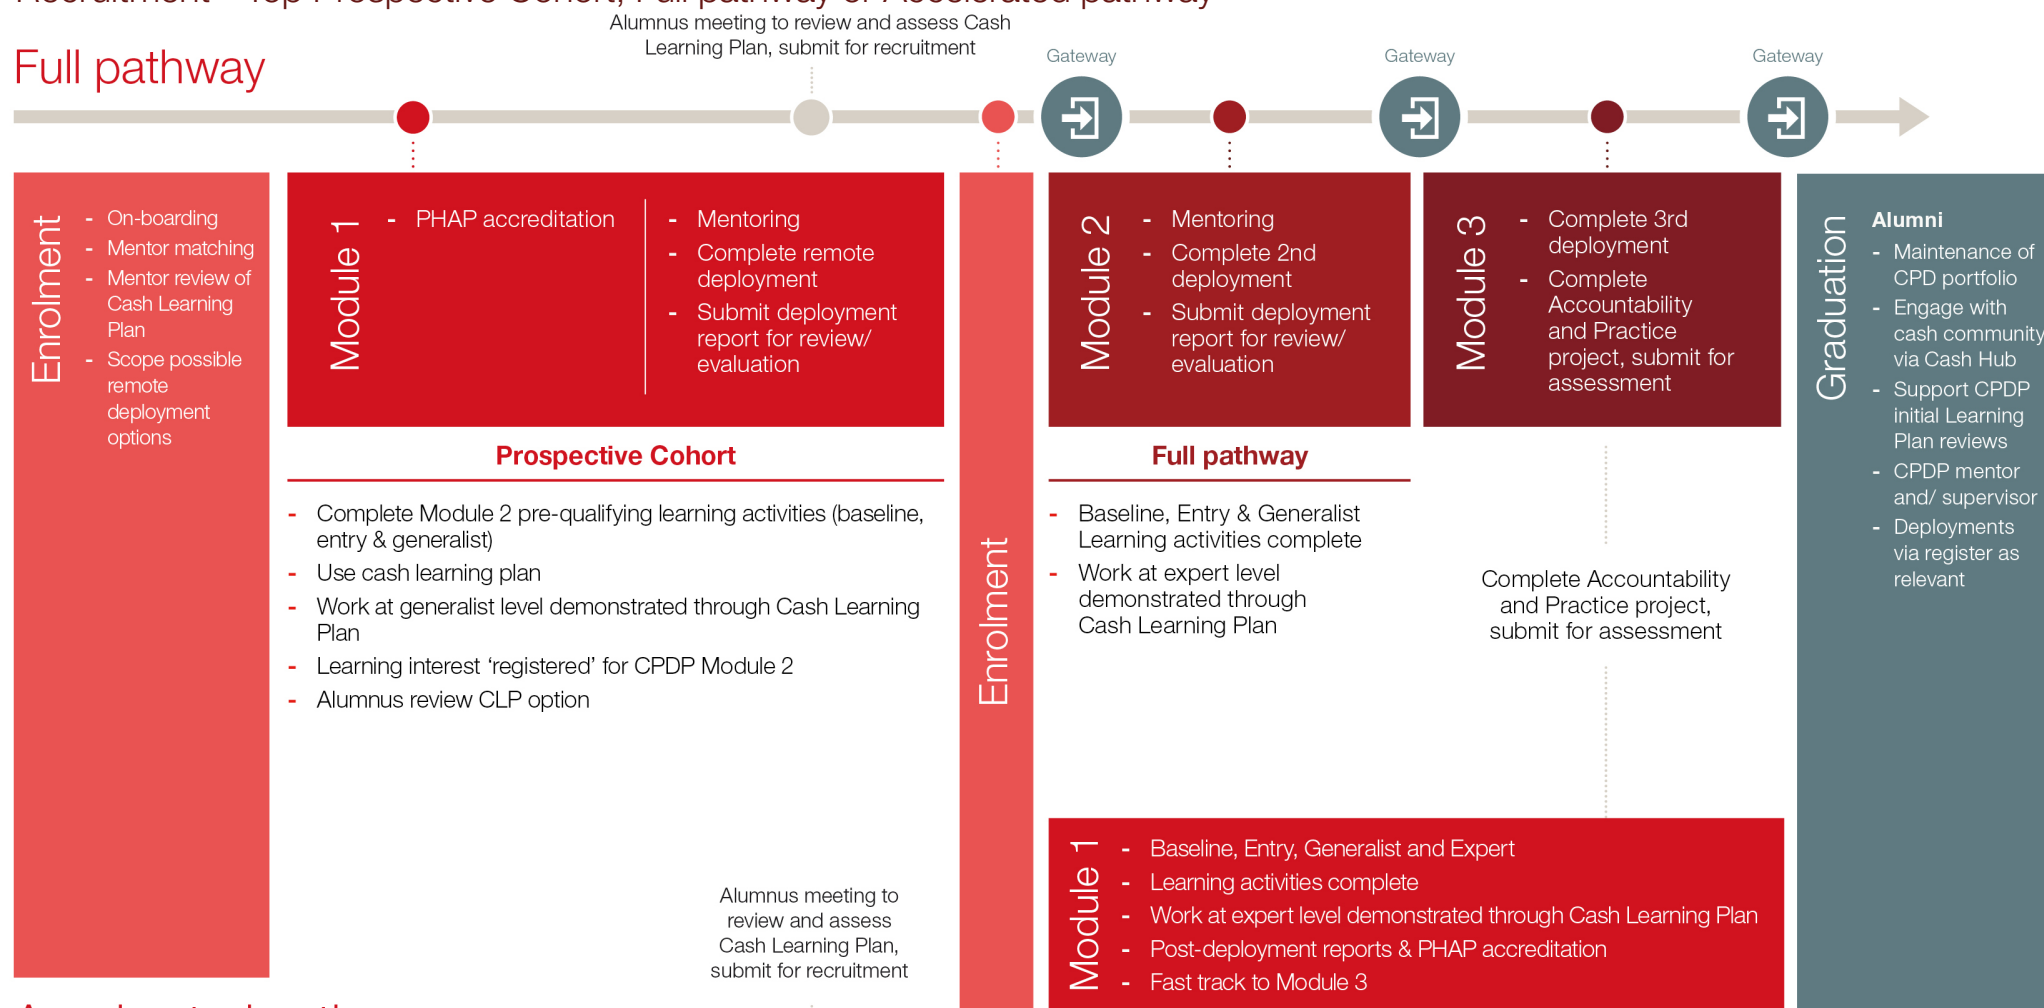 Recruitment – Top Prospective Cohort, Full pathway or Accelerated pathway
Alumnus meeting to review and assess Cash
Learning Plan, submit for recruitment
Full pathway
Gateway
Gateway
Gateway
Enrolment
- On-boarding
- Mentor matching
- Mentor review of
Cash Learning
Plan
- Scope possible
remote
deployment
options
Module 1
- PHAP accreditation
- Mentoring
- Complete remote
deployment
- Submit deployment
report for review/
evaluation
Prospective Cohort
- Complete Module 2 pre-qualifying learning activities (baseline,
entry & generalist)
- Use cash learning plan
- Work at generalist level demonstrated through Cash Learning
Plan
- Learning interest ‘registered’ for CPDP Module 2
- Alumnus review CLP option
Alumnus meeting to
review and assess
Cash Learning Plan,
submit for recruitment
Enrolment
Module 2
- Mentoring
- Complete 2nd
deployment
- Submit deployment
report for review/
evaluation
Full pathway
- Baseline, Entry & Generalist
Learning activities complete
- Work at expert level
demonstrated through
Cash Learning Plan
Module 3
- Complete 3rd
deployment
- Complete
Accountability
and Practice
project, submit for
assessment
Complete Accountability
and Practice project,
submit for assessment
Module 1
- Baseline, Entry, Generalist and Expert
- Learning activities complete
- Work at expert level demonstrated through Cash Learning Plan
- Post-deployment reports & PHAP accreditation
- Fast track to Module 3
Graduation
Alumni
- Maintenance of
CPD portfolio
- Engage with
cash community
via Cash Hub
- Support CPDP
initial Learning
Plan reviews
- CPDP mentor
and/ supervisor
- Deployments
via register as
relevant